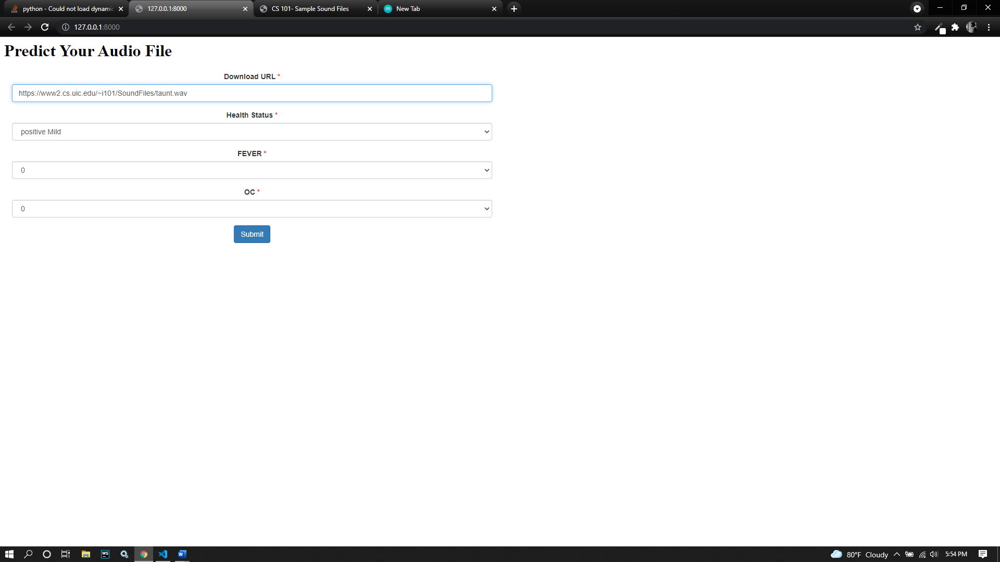 python - Could not load dynamic
127.0.0.1:8000
CS 101- Sample Sound Files
m
New Tab
127.0.0.1:8000
Predict Your Audio File
Download URL *
https://www2.cs.uic.edu/~i101/SoundFiles/taunt.wav
Health Status *
positive Mild
FEVER *
0
OC *
0
Submit
WS
W
80°F Cloudy
5:54 PM